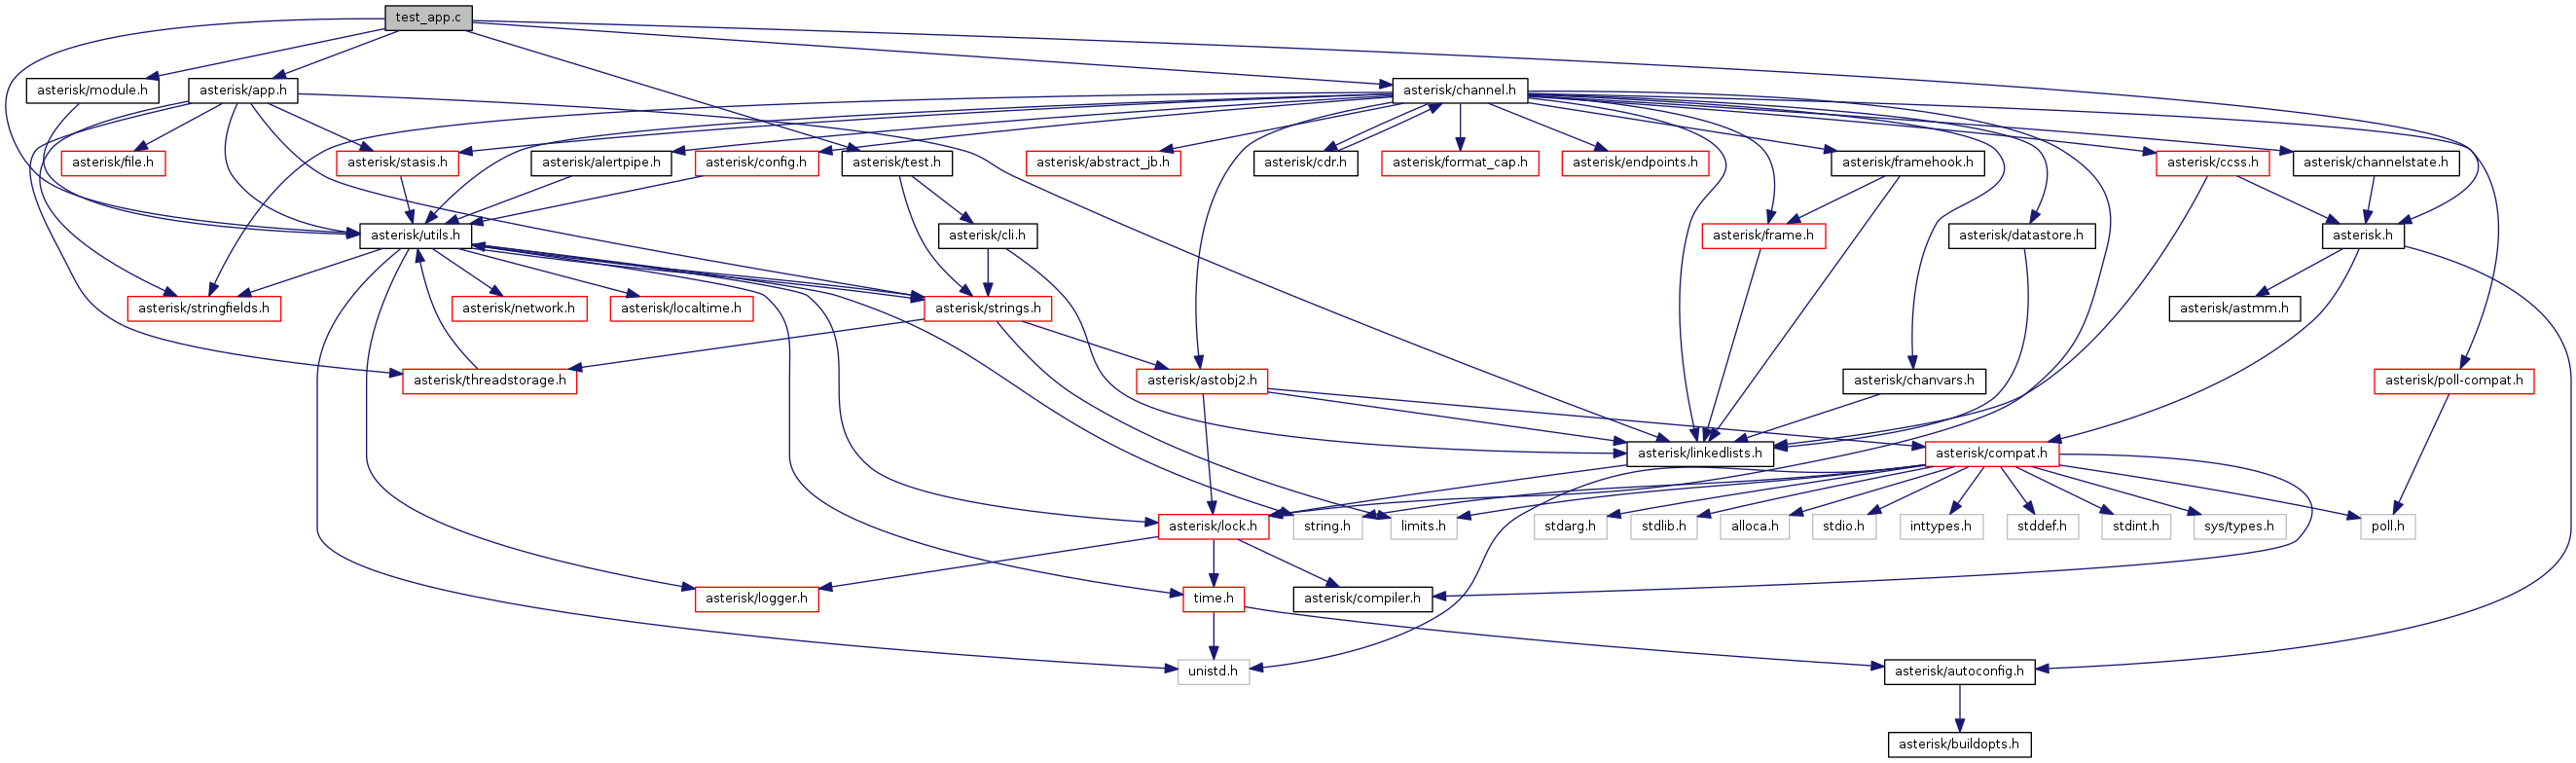 test_app.c
asterisk/module.h
asterisk/app.h
asterisk/channel.h
asterisk/file.h
asterisk/stasis.h
asterisk/alertpipe.h
asterisk/config.h
asterisk/test.h
asterisk/abstract_jb.h
asterisk/cdr.h
asterisk/format_cap.h
asterisk/endpoints.h
asterisk/framehook.h
asterisk/ccss.h
asterisk/channelstate.h
asterisk/utils.h
asterisk/cli.h
asterisk/frame.h
asterisk/datastore.h
asterisk.h
asterisk/stringfields.h
asterisk/network.h
asterisk/localtime.h
asterisk/strings.h
asterisk/astmm.h
asterisk/threadstorage.h
asterisk/astobj2.h
asterisk/chanvars.h
asterisk/poll-compat.h
asterisk/linkedlists.h
asterisk/compat.h
asterisk/lock.h
string.h
limits.h
stdarg.h
stdlib.h
alloca.h
stdio.h
inttypes.h
stddef.h
stdint.h
sys/types.h
poll.h
asterisk/logger.h
time.h
asterisk/compiler.h
unistd.h
asterisk/autoconfig.h
asterisk/buildopts.h